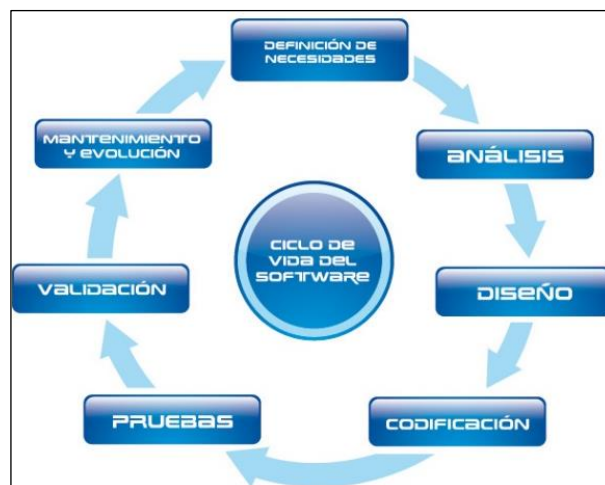 DEFINICIÓN DE
NECESIDADES
ANÁLISIS
DISEÑO
CODIFICACIÓN
PRUEBAS
VALIDACIÓN
MANTENIMIENTO
Y EVOLUCIÓN
CICLO DE
VIDA DEL
SOFTWARE